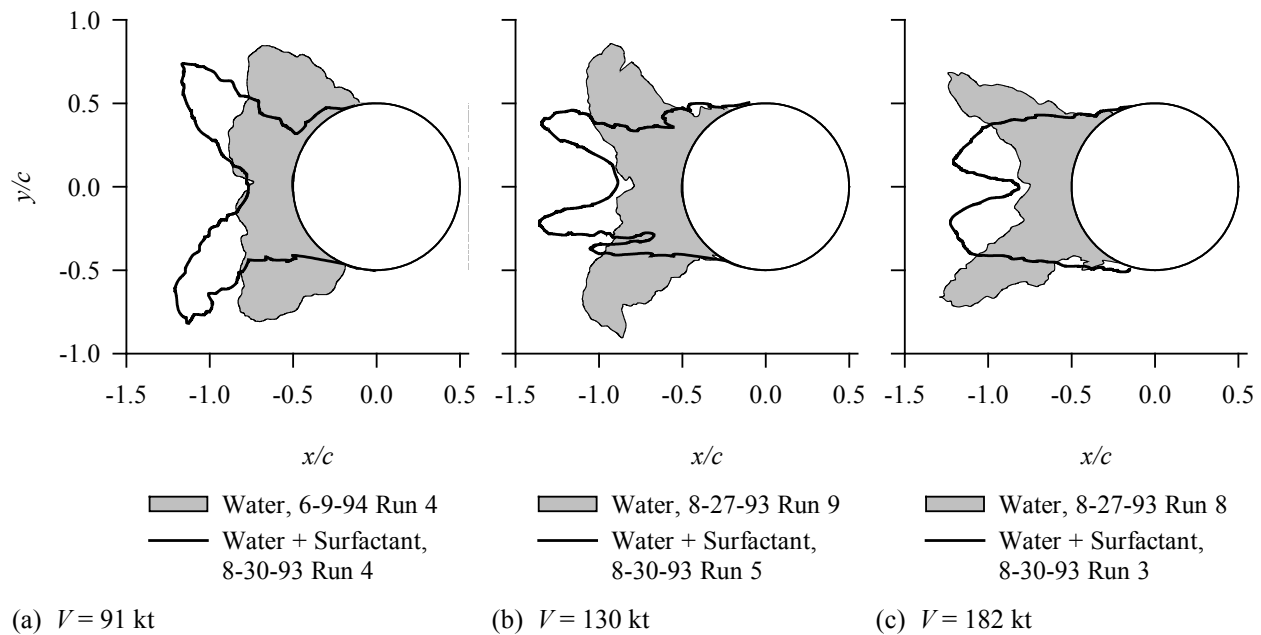 1.0
0.5
0.0
-0.5
-1.0
y/c
-1.5 -1.0 -0.5 0.0 0.5
-1.5 -1.0 -0.5 0.0 0.5
-1.5 -1.0 -0.5 0.0 0.5
x/c
x/c
x/c
Water, 6-9-94 Run 4
Water + Surfactant,
8-30-93 Run 4
Water, 8-27-93 Run 9
Water + Surfactant,
8-30-93 Run 5
Water, 8-27-93 Run 8
Water + Surfactant,
8-30-93 Run 3
(a) V = 91 kt
(b) V = 130 kt
(c) V = 182 kt